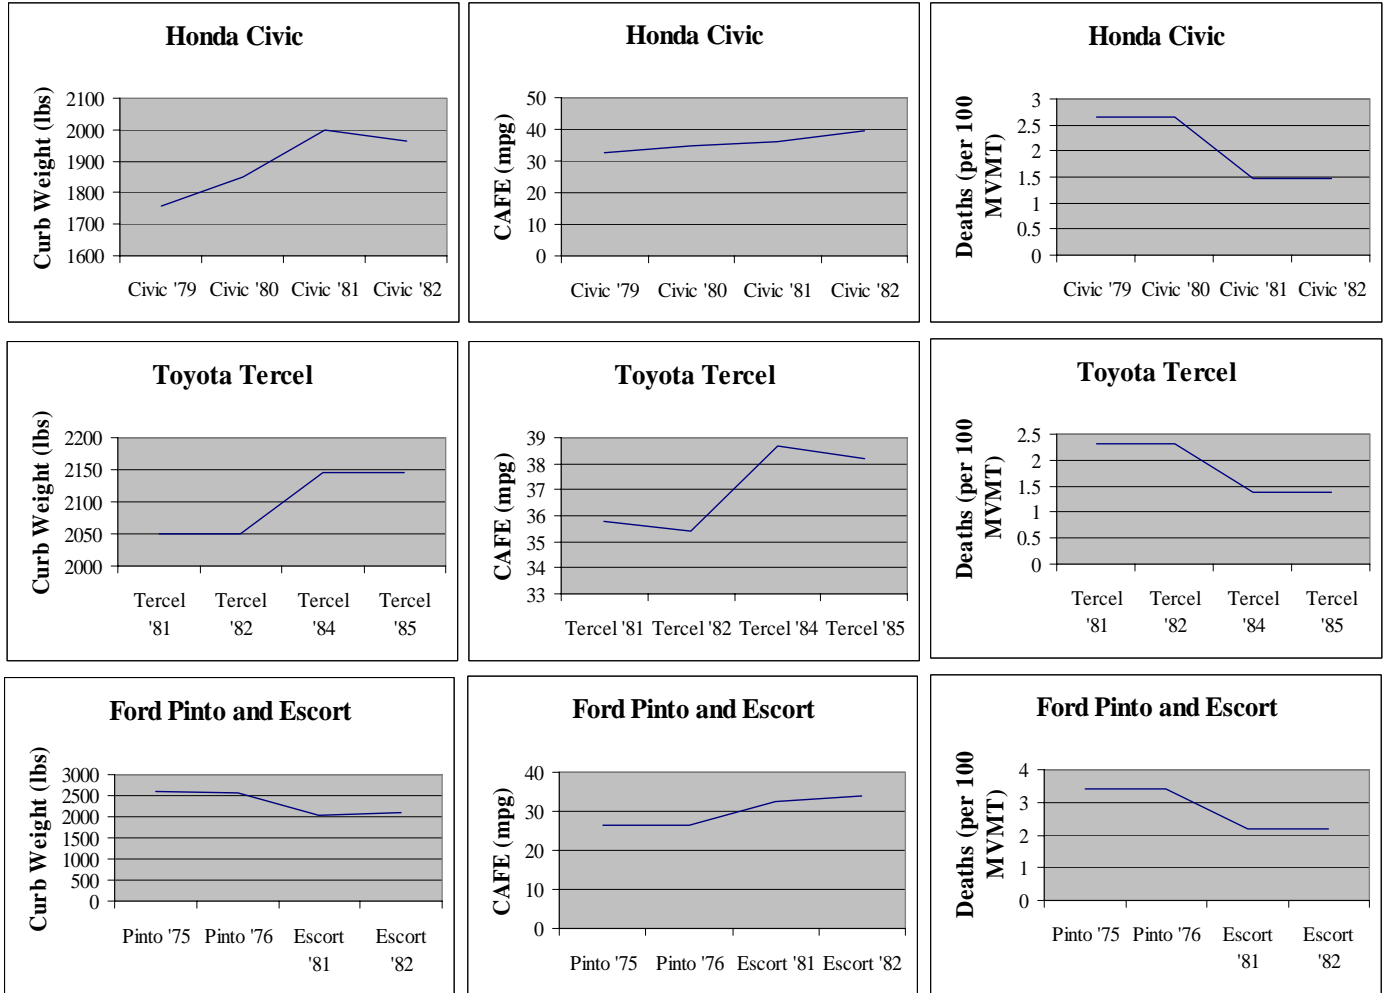 Honda Civic
Curb Weight (lbs)
2100
2000
1900
1800
1700
1600
Civic '79 Civic '80 Civic '81 Civic '82
Honda Civic
CAFE (mpg)
50
40
30
20
10
0
Civic '79 Civic '80 Civic '81 Civic '82
Honda Civic
Deaths (per 100
MVMT)
3
2.5
2
1.5
1
0.5
0
Civic '79 Civic '80 Civic '81 Civic '82
Toyota Tercel
Curb Weight (lbs)
2200
2150
2100
2050
2000
Tercel Tercel Tercel Tercel
'81 '82 '84 '85
Toyota Tercel
CAFE (mpg)
39
38
37
36
35
34
33
Tercel '81 Tercel '82 Tercel '84 Tercel '85
Toyota Tercel
Deaths (per 100
MVMT)
2.5
2
1.5
1
0.5
0
Tercel Tercel Tercel Tercel
'81 '82 '84 '85
Ford Pinto and Escort
Curb Weight (lbs)
3000
2500
2000
1500
1000
500
0
Pinto '75 Pinto '76 Escort Escort
'81 '82
Ford Pinto and Escort
CAFE (mpg)
40
30
20
10
0
Pinto '75 Pinto '76 Escort '81 Escort '82
Ford Pinto and Escort
Deaths (per 100
MVMT)
4
3
2
1
0
Pinto '75 Pinto '76 Escort Escort
'81 '82